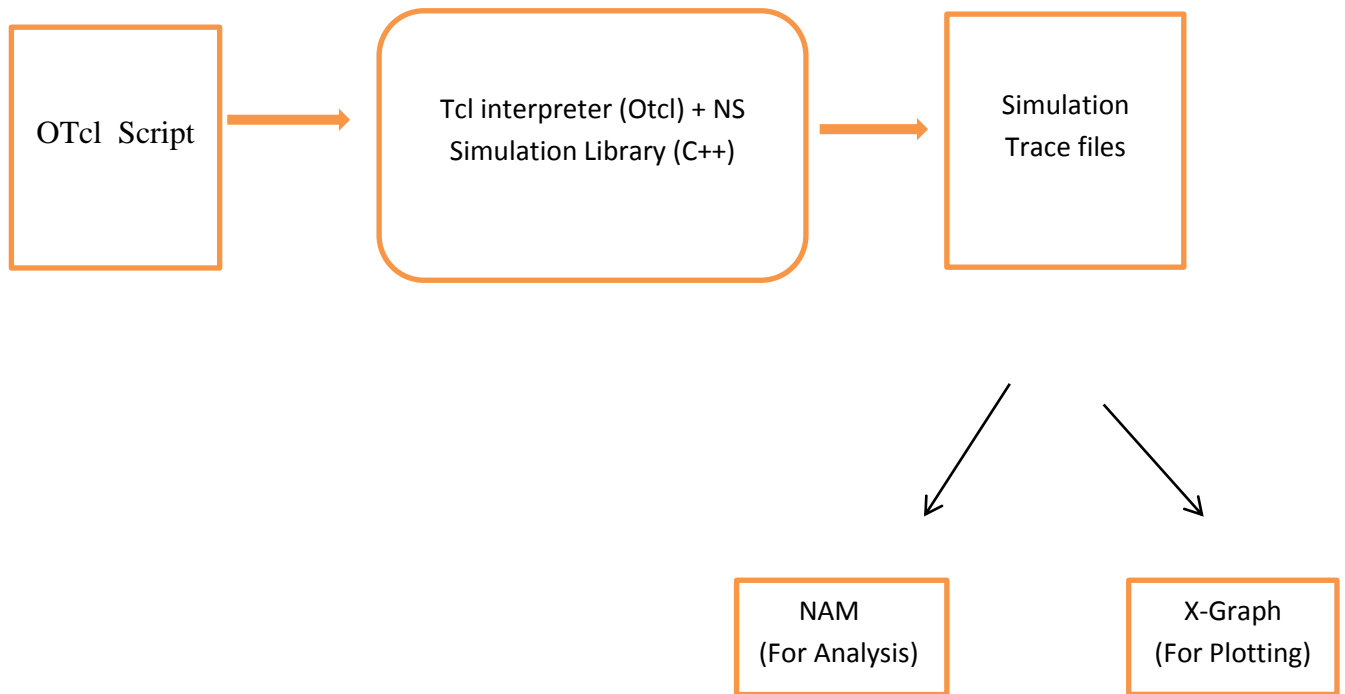 OTcl Script
Tcl interpreter (Otcl) + NS
Simulation Library (C++)
Simulation
Trace files
NAM
(For Analysis)
X-Graph
(For Plotting)